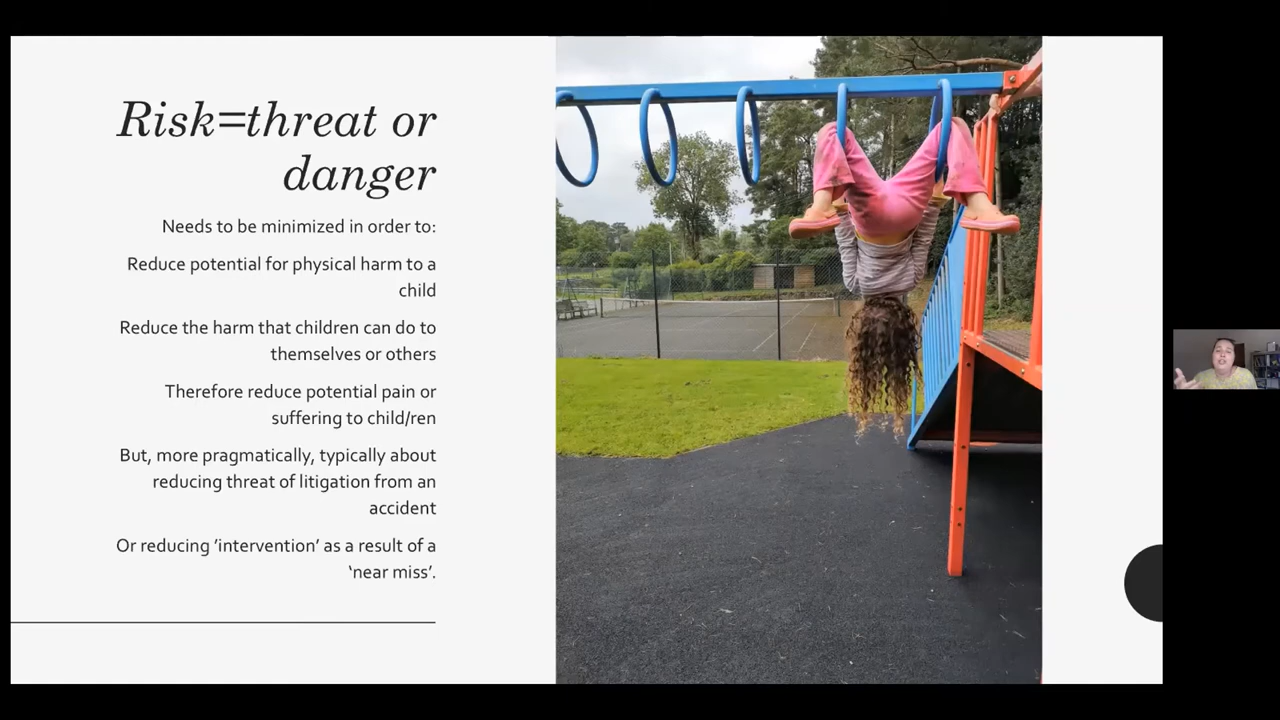 Risk=threat or
danger
Needs to be minimized in order to:
Reduce potential for physical harm to a
child
Reduce the harm that children can do to
themselves or others
Therefore reduce potential pain or
suffering to child/ren
But, more pragmatically, typically about
reducing threat of litigation from an
accident
Or reducing ’intervention’ as a result of a
‘near miss’.